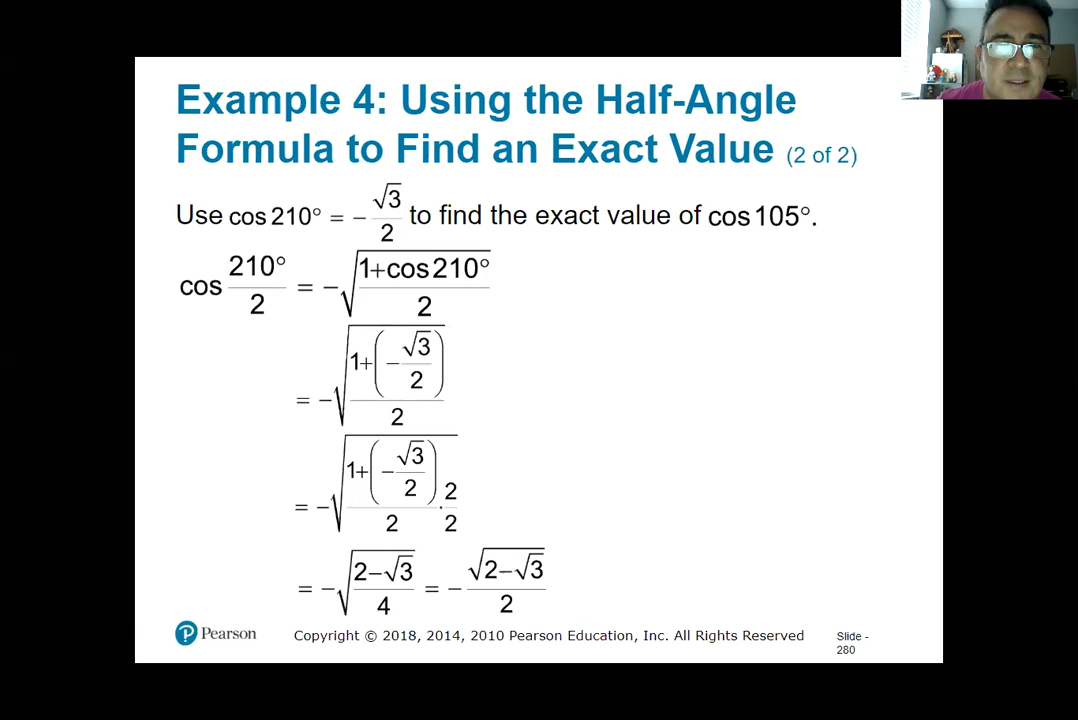 Example 4: Using the Half-Angle
Formula to Find an Exact Value (2 of 2)
Use cos 210° = −√3/2 to find the exact value of cos 105°.
cos 210°/2 = −√((1+cos 210°)/2)
= −√((1+(−√3/2))/2)
= −√((1+(−√3/2))/2 · 2/2)
= −√((2−√3)/4) = −√(2−√3)/2
Pearson
Copyright © 2018, 2014, 2010 Pearson Education, Inc. All Rights Reserved
Slide -
280